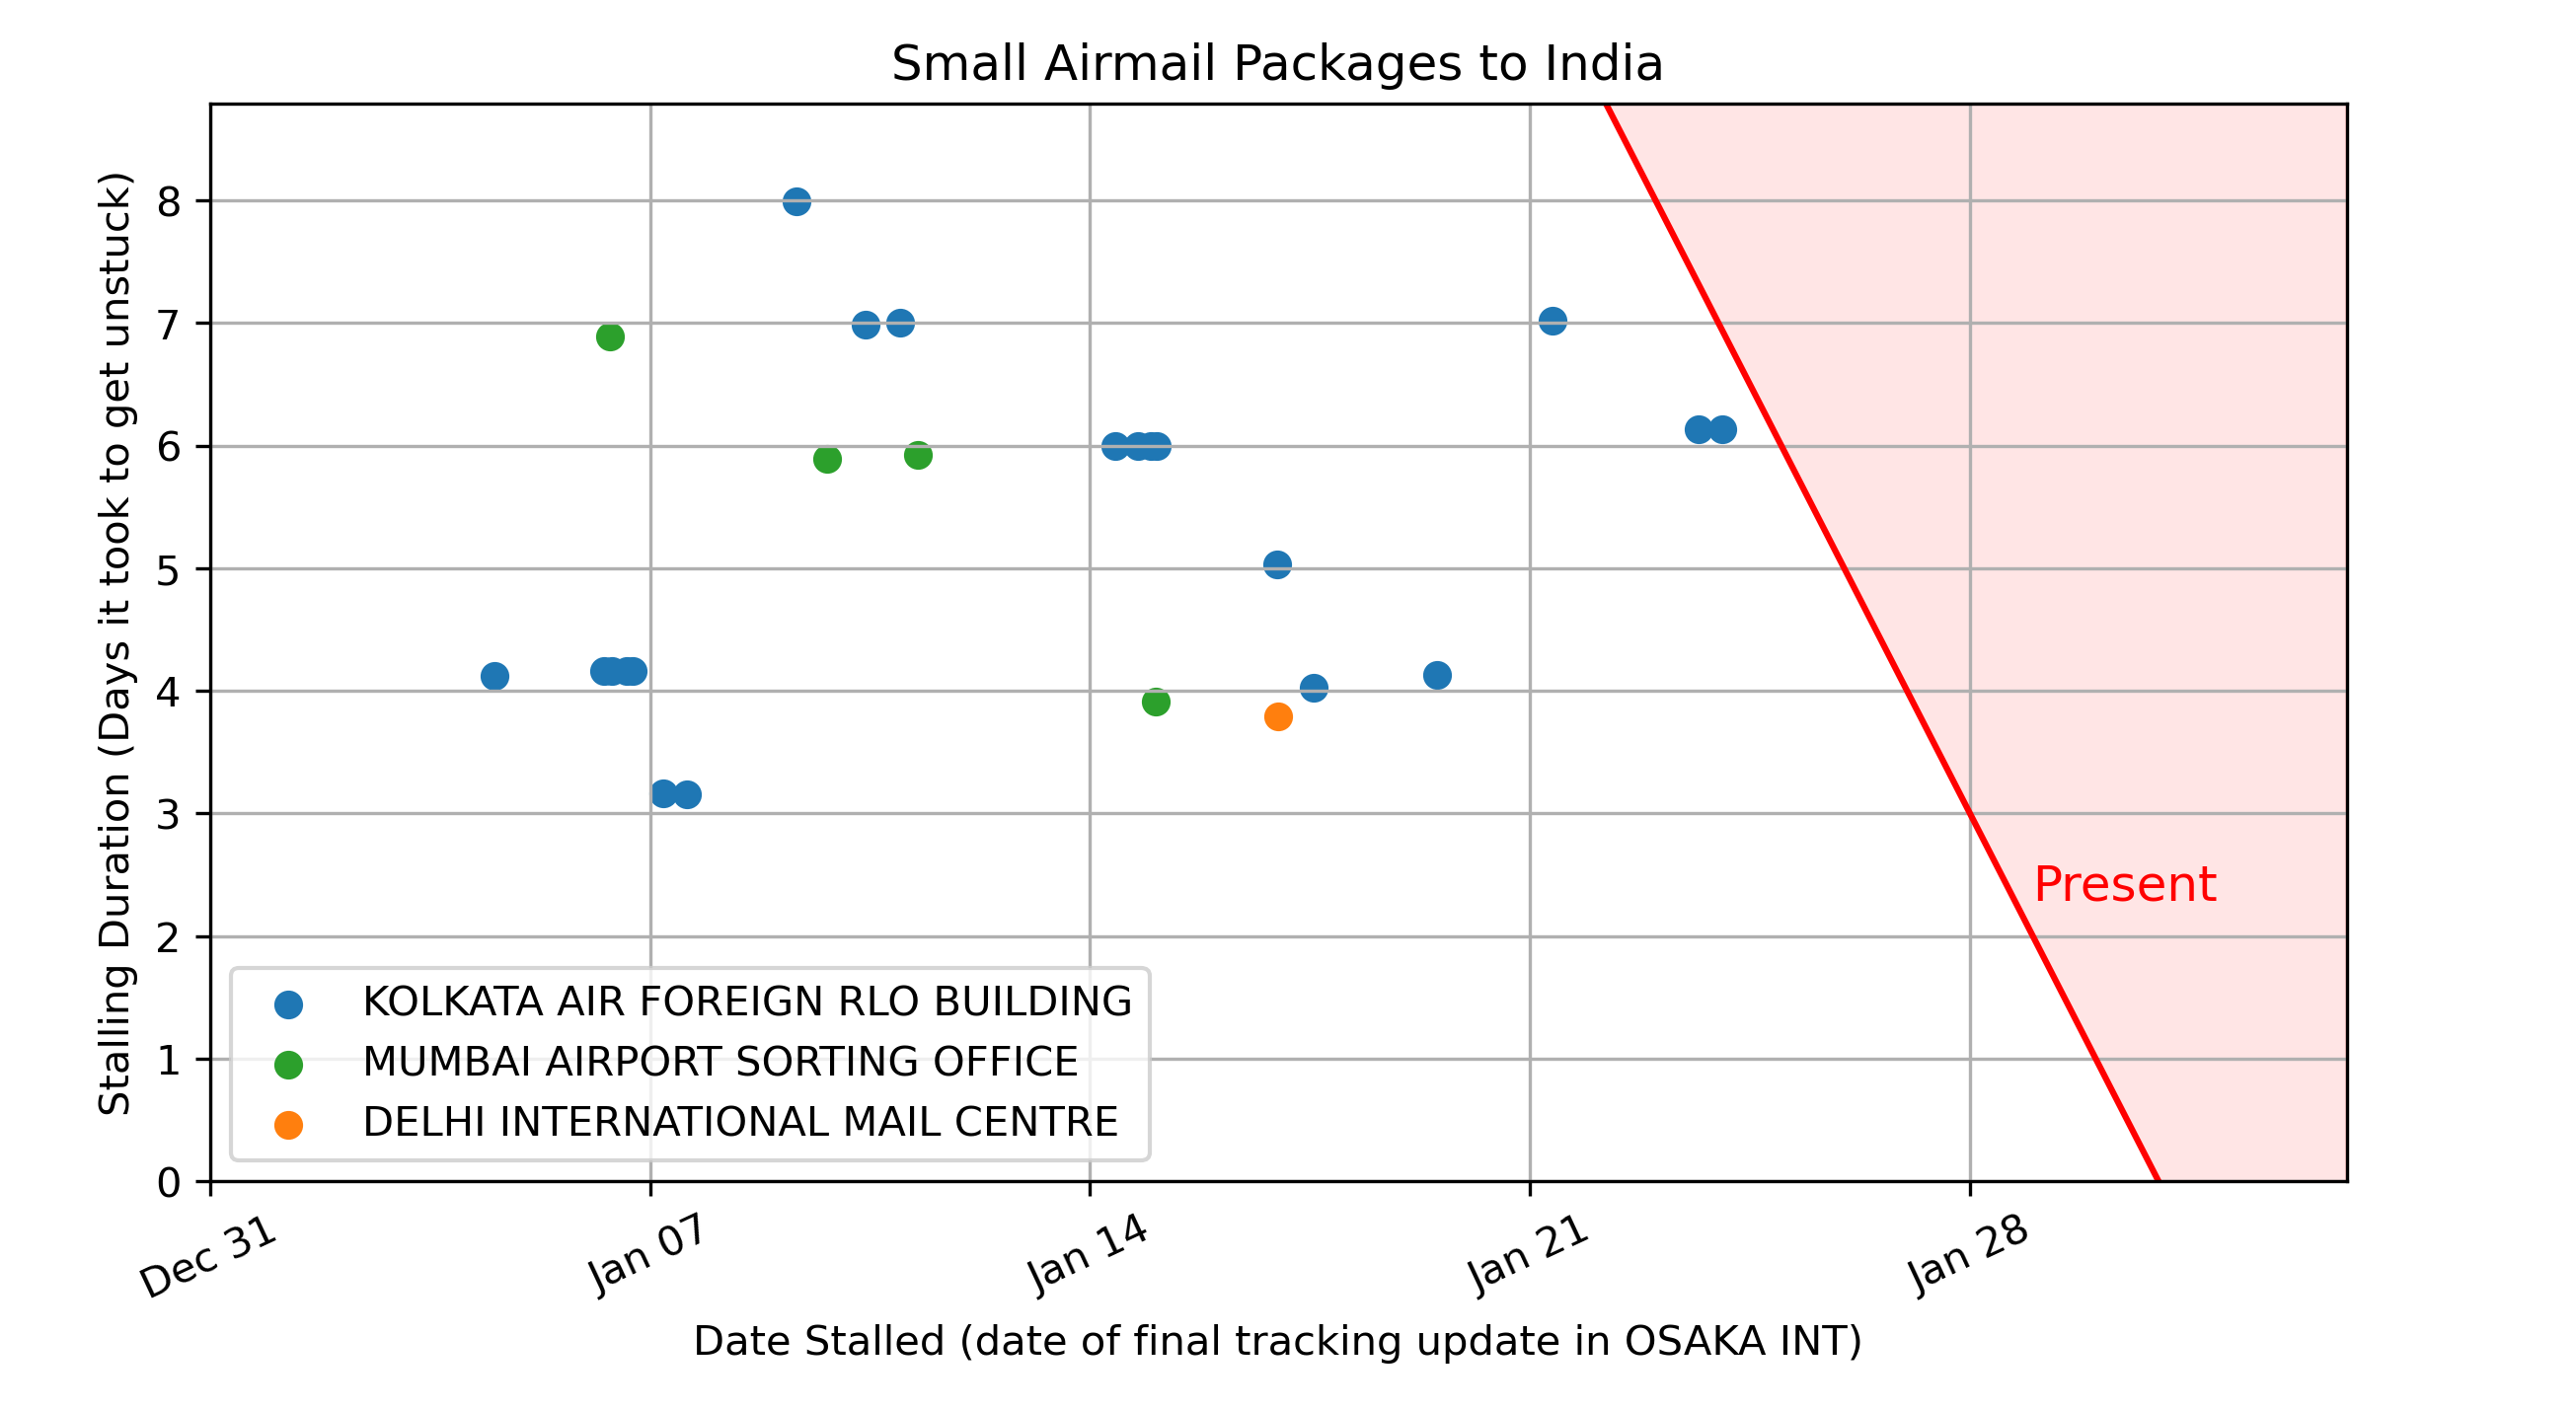 Small Airmail Packages to India
Stalling Duration (Days it took to get unstuck)
8
7
6
5
4
3
2
1
0
Present
KOLKATA AIR FOREIGN RLO BUILDING
MUMBAI AIRPORT SORTING OFFICE
DELHI INTERNATIONAL MAIL CENTRE
Dec 31
Jan 07
Jan 14
Jan 21
Jan 28
Date Stalled (date of final tracking update in OSAKA INT)